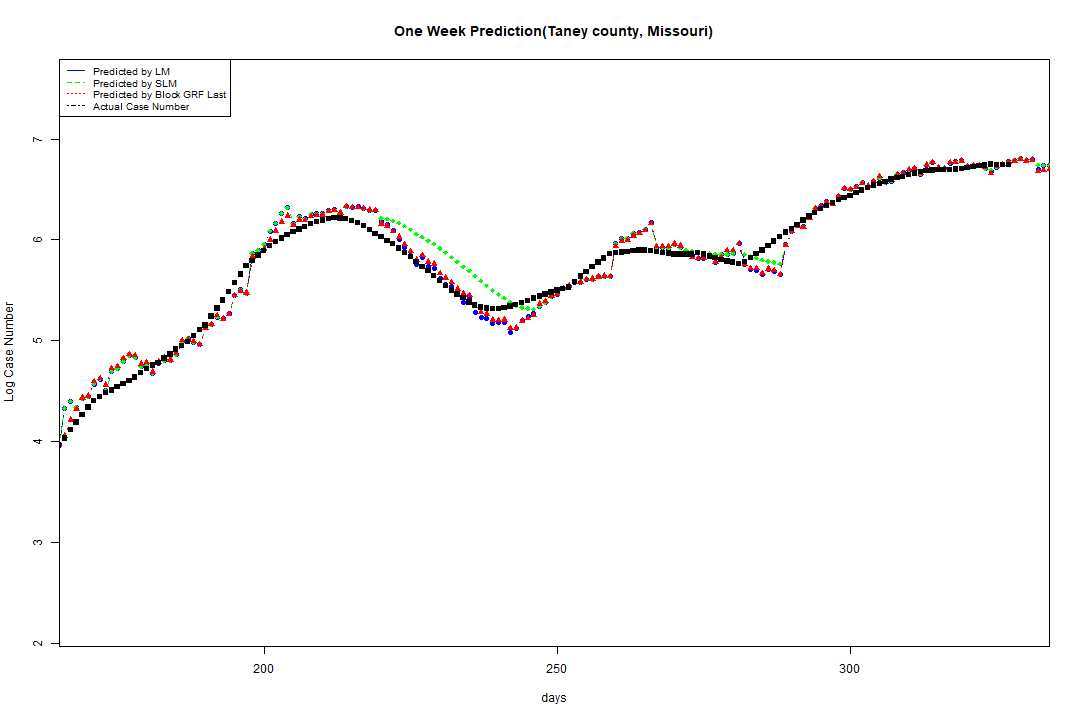 One Week Prediction(Taney county, Missouri)
Predicted by LM
Predicted by SLM
Predicted by Block GRF Last
Actual Case Number
7
6
5
4
3
2
Log Case Number
200 250 300
days